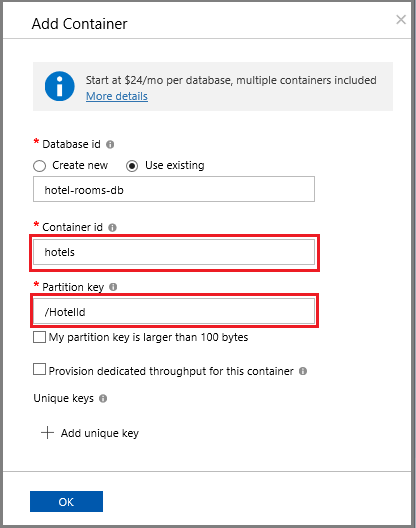 Add Container
Start at $24/mo per database, multiple containers included
More details
* Database id
Create new
Use existing
hotel-rooms-db
* Container id
hotels
* Partition key
/HotelId
My partition key is larger than 100 bytes
Provision dedicated throughput for this container
Unique keys
Add unique key
OK